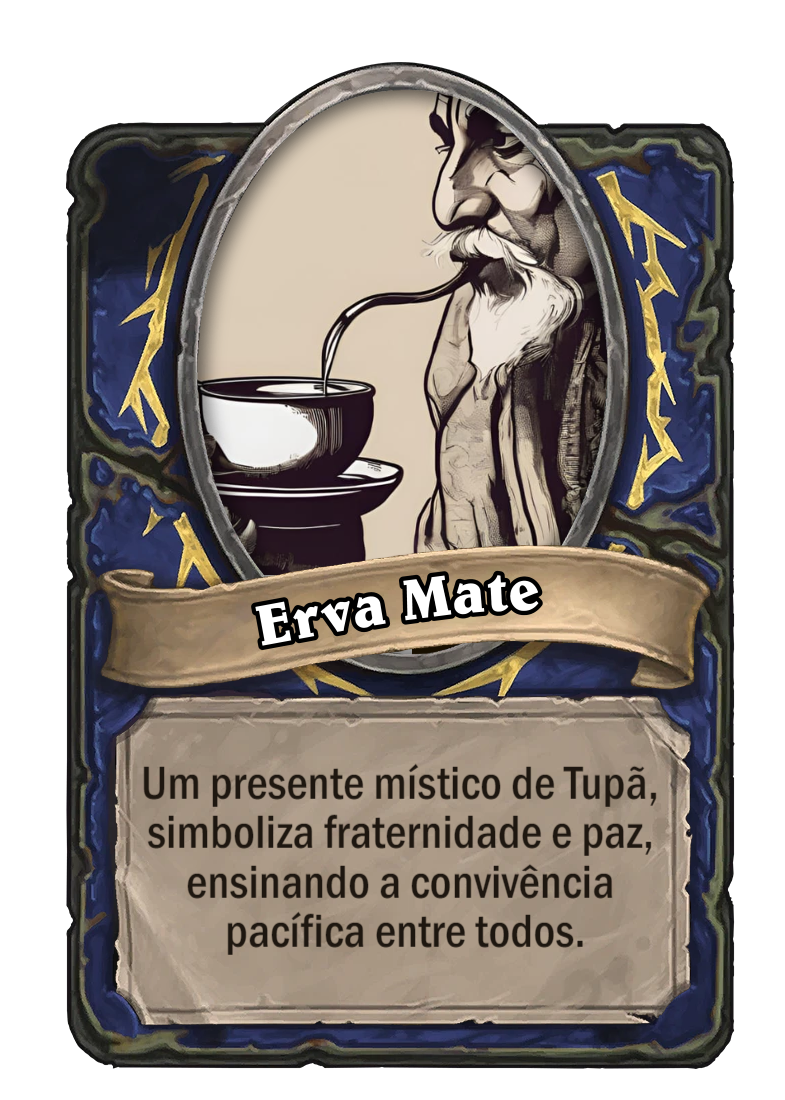 Erva Mate
Um presente místico de Tupã,
simboliza fraternidade e paz,
ensinando a convivência
pacífica entre todos.